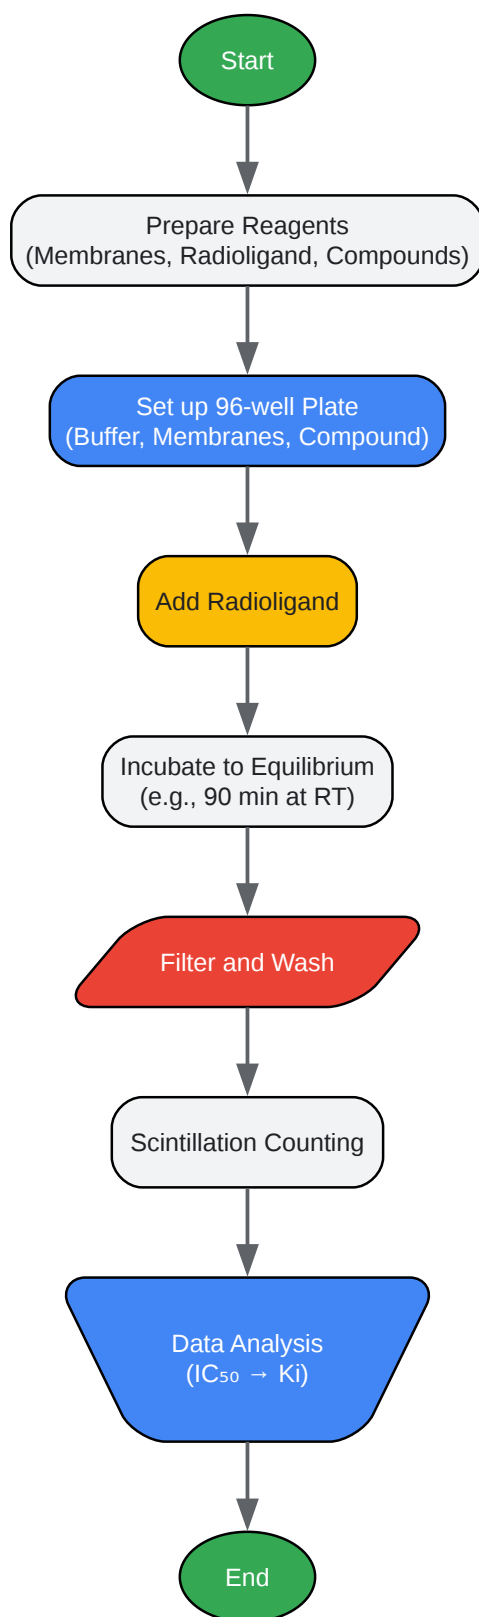 Start
Prepare Reagents
(Membranes, Radioligand, Compounds)
Set up 96-well Plate
(Buffer, Membranes, Compound)
Add Radioligand
Incubate to Equilibrium
(e.g., 90 min at RT)
Filter and Wash
Scintillation Counting
Data Analysis
(IC₅₀ → Ki)
End